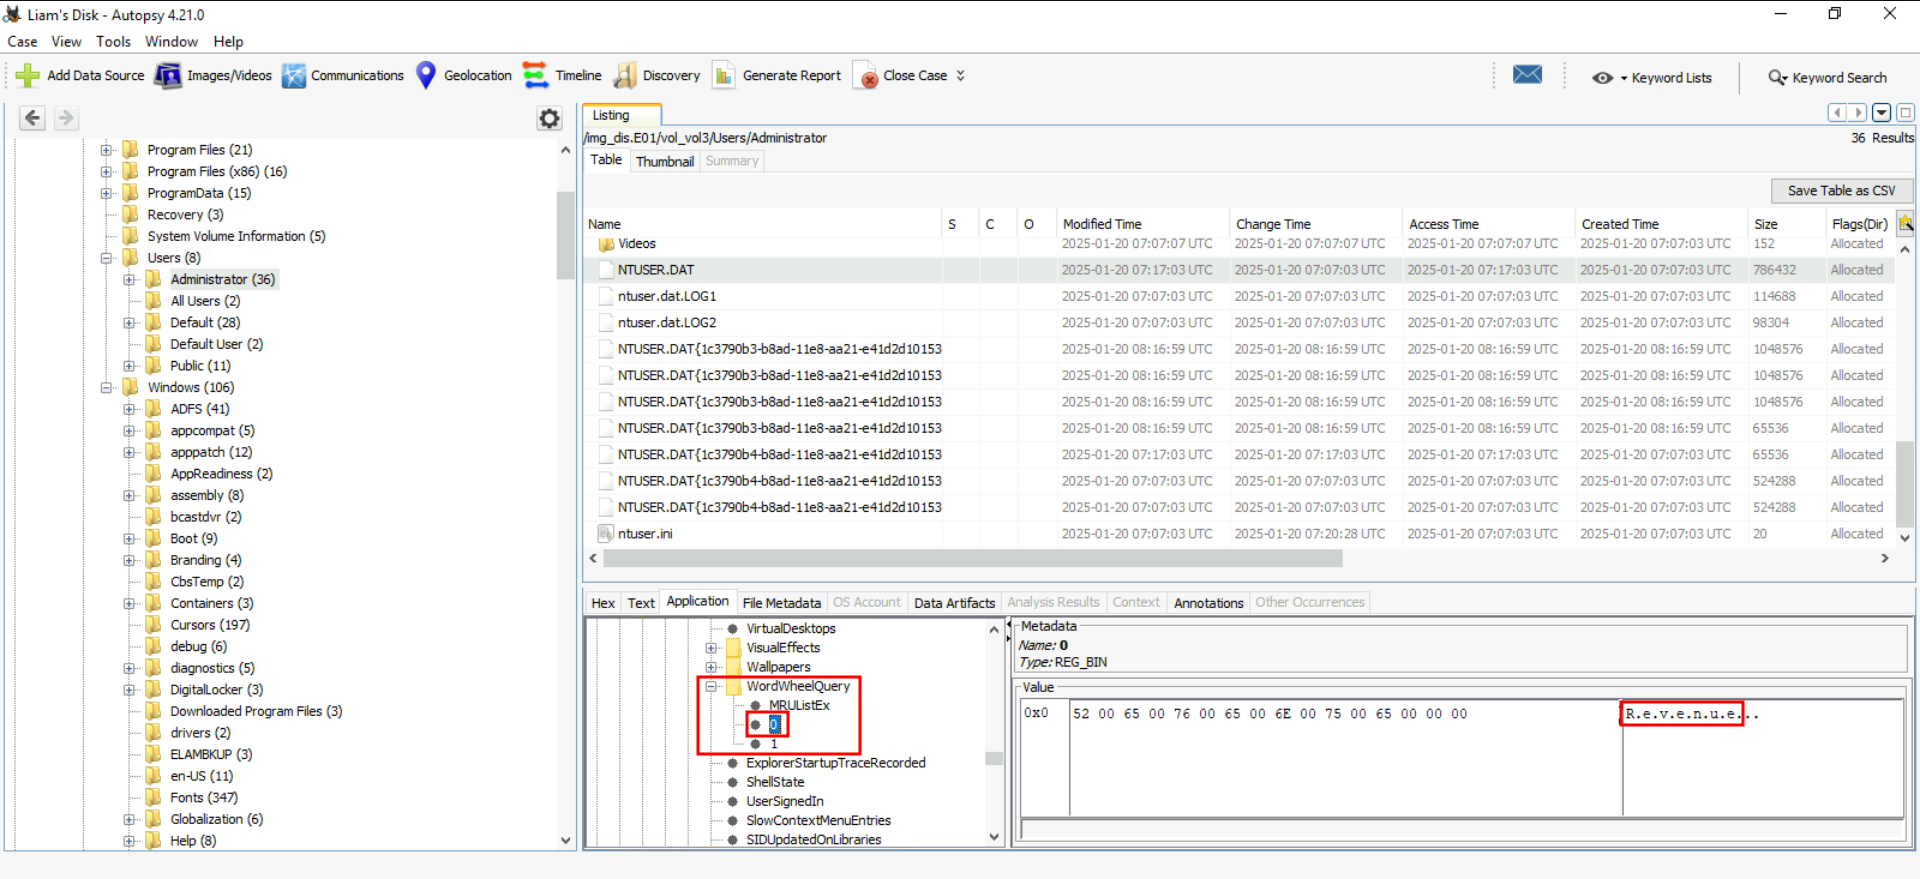 Liam's Disk - Autopsy 4.21.0
Case View Tools Window Help
Add Data Source Images/Videos Communications Geolocation Timeline Discovery Generate Report Close Case Keyword Lists Keyword Search
Program Files (21)
Program Files (x86) (16)
ProgramData (15)
Recovery (3)
System Volume Information (5)
Users (8)
Administrator (36)
All Users (2)
Default (28)
Default User (2)
Public (11)
Windows (106)
ADFS (41)
appcompat (5)
apppatch (12)
AppReadiness (2)
assembly (8)
bcastdvr (2)
Boot (9)
Branding (4)
CbsTemp (2)
Containers (3)
Cursors (197)
debug (6)
diagnostics (5)
DigitalLocker (3)
Downloaded Program Files (3)
drivers (2)
ELAMBKUP (3)
en-US (11)
Fonts (347)
Globalization (6)
Help (8)
Listing
/img_dis.E01/vol_vol3/Users/Administrator
36 Results
Table Thumbnail Summary
Save Table as CSV
Name S C O Modified Time Change Time Access Time Created Time Size Flags(Dir)
Videos 2025-01-20 07:07:07 UTC 2025-01-20 07:07:07 UTC 2025-01-20 07:07:07 UTC 2025-01-20 07:07:03 UTC 152 Allocated
NTUSER.DAT 2025-01-20 07:17:03 UTC 2025-01-20 07:17:03 UTC 2025-01-20 07:17:03 UTC 2025-01-20 07:07:03 UTC 786432 Allocated
ntuser.dat.LOG1 2025-01-20 07:07:03 UTC 2025-01-20 07:07:03 UTC 2025-01-20 07:07:03 UTC 2025-01-20 07:07:03 UTC 114688 Allocated
ntuser.dat.LOG2 2025-01-20 07:07:03 UTC 2025-01-20 07:07:03 UTC 2025-01-20 07:07:03 UTC 2025-01-20 07:07:03 UTC 98304 Allocated
NTUSER.DAT{1c3790b3-b8ad-11e8-aa21-e41d2d10153 2025-01-20 08:16:59 UTC 2025-01-20 08:16:59 UTC 2025-01-20 08:16:59 UTC 2025-01-20 08:16:59 UTC 1048576 Allocated
NTUSER.DAT{1c3790b3-b8ad-11e8-aa21-e41d2d10153 2025-01-20 08:16:59 UTC 2025-01-20 08:16:59 UTC 2025-01-20 08:16:59 UTC 2025-01-20 08:16:59 UTC 1048576 Allocated
NTUSER.DAT{1c3790b3-b8ad-11e8-aa21-e41d2d10153 2025-01-20 08:16:59 UTC 2025-01-20 08:16:59 UTC 2025-01-20 08:16:59 UTC 2025-01-20 08:16:59 UTC 1048576 Allocated
NTUSER.DAT{1c3790b3-b8ad-11e8-aa21-e41d2d10153 2025-01-20 08:16:59 UTC 2025-01-20 08:16:59 UTC 2025-01-20 08:16:59 UTC 2025-01-20 08:16:59 UTC 65536 Allocated
NTUSER.DAT{1c3790b4-b8ad-11e8-aa21-e41d2d10153 2025-01-20 07:17:03 UTC 2025-01-20 07:17:03 UTC 2025-01-20 07:17:03 UTC 2025-01-20 07:07:03 UTC 65536 Allocated
NTUSER.DAT{1c3790b4-b8ad-11e8-aa21-e41d2d10153 2025-01-20 07:07:03 UTC 2025-01-20 07:07:03 UTC 2025-01-20 07:07:03 UTC 2025-01-20 07:07:03 UTC 524288 Allocated
NTUSER.DAT{1c3790b4-b8ad-11e8-aa21-e41d2d10153 2025-01-20 07:07:03 UTC 2025-01-20 07:07:03 UTC 2025-01-20 07:07:03 UTC 2025-01-20 07:07:03 UTC 524288 Allocated
ntuser.ini 2025-01-20 07:07:03 UTC 2025-01-20 07:20:28 UTC 2025-01-20 07:07:03 UTC 2025-01-20 07:07:03 UTC 20 Allocated
Hex Text Application File Metadata OS Account Data Artifacts Analysis Results Context Annotations Other Occurrences
VirtualDesktops
VisualEffects
Wallpapers
WordWheelQuery
MRUListEx
0
1
ExplorerStartupTraceRecorded
ShellState
UserSignedIn
SlowContextMenuEntries
SIDUpdatedOnLibraries
Metadata
Name: 0
Type: REG_BIN
Value
0x0 52 00 65 00 76 00 65 00 6E 00 75 00 65 00 00 00 R.e.v.e.n.u.e...